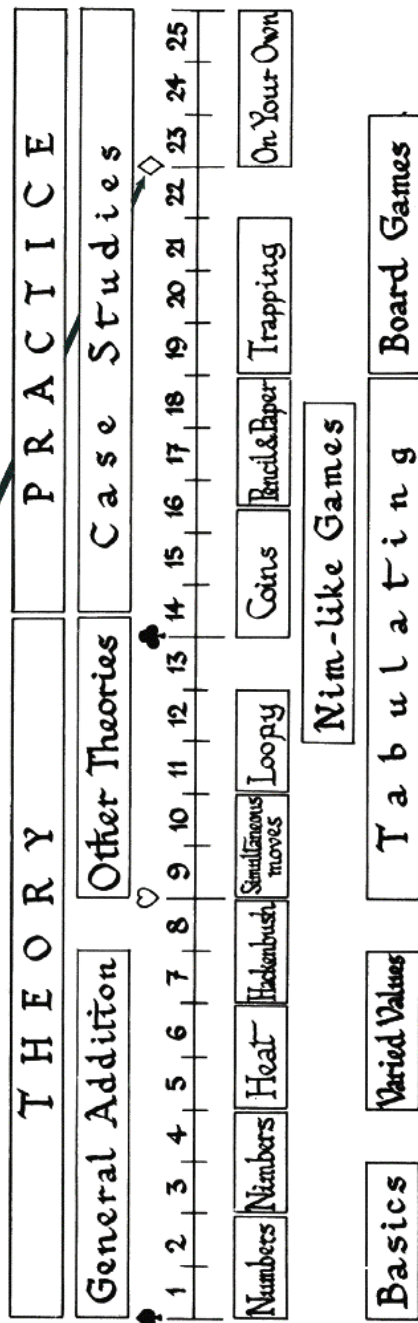 THEORY PRACTICE
General Addition Other Theories Case Studies
♠ ♡ ♣ ♢
1 2 3 4 5 6 7 8 9 10 11 12 13 14 15 16 17 18 19 20 21 22 23 24 25
Numbers Nimbers Heat Hackenbush Simultaneous moves Loopy Coins Pencil & Paper Trapping On Your Own
Nim-like Games
Basics Varied Values Tabulating Board Games